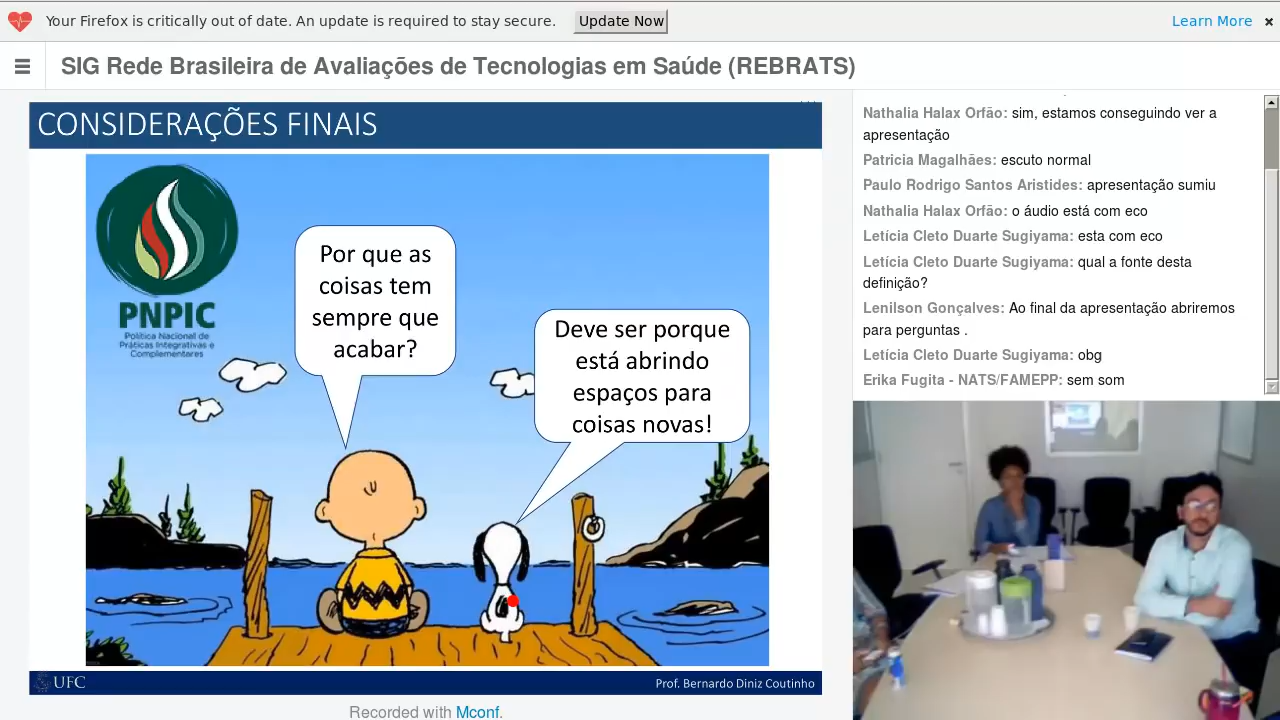 Your Firefox is critically out of date. An update is required to stay secure.
Update Now
Learn More
SIG Rede Brasileira de Avaliações de Tecnologias em Saúde (REBRATS)
CONSIDERAÇÕES FINAIS
PNPIC
Política Nacional de
Práticas Integrativas e
Complementares
Por que as
coisas tem
sempre que
acabar?
Deve ser porque
está abrindo
espaços para
coisas novas!
UFC
Prof. Bernardo Diniz Coutinho
Recorded with Mconf.
Nathalia Halax Orfão: sim, estamos conseguindo ver a
apresentação
Patricia Magalhães: escuto normal
Paulo Rodrigo Santos Aristides: apresentação sumiu
Nathalia Halax Orfão: o áudio está com eco
Letícia Cleto Duarte Sugiyama: esta com eco
Letícia Cleto Duarte Sugiyama: qual a fonte desta
definição?
Lenilson Gonçalves: Ao final da apresentação abriremos
para perguntas .
Letícia Cleto Duarte Sugiyama: obg
Erika Fugita - NATS/FAMEPP: sem som